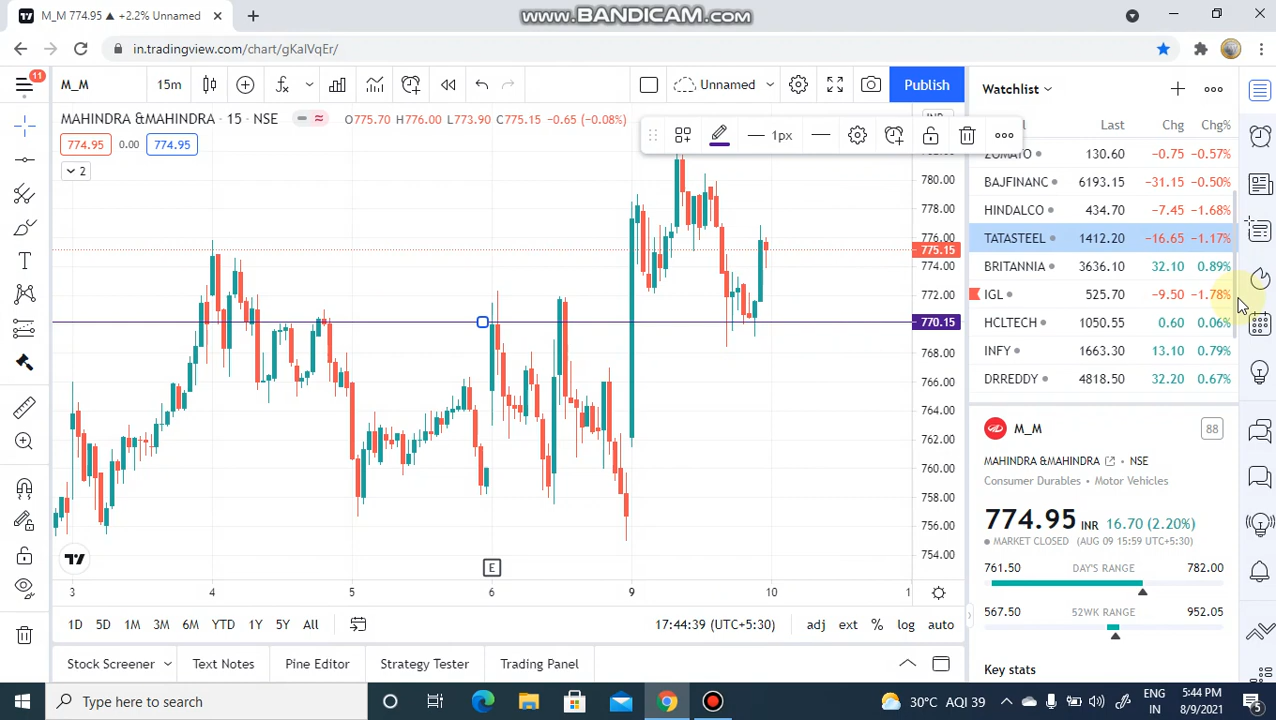 M_M 774.95 ▲ +2.2% Unnamed
www.BANDICAM.com
in.tradingview.com/chart/gKalVqEr/
11
M_M
15m
Unnamed
Publish
Watchlist
MAHINDRA &MAHINDRA · 15 · NSE
O775.70 H776.00 L773.90 C775.15 −0.65 (−0.08%)
774.95 0.00 774.95
2
1px
Last Chg Chg%
ZOMATO 130.60 −0.75 −0.57%
BAJFINANC 6193.15 −31.15 −0.50%
HINDALCO 434.70 −7.45 −1.68%
TATASTEEL 1412.20 −16.65 −1.17%
BRITANNIA 3636.10 32.10 0.89%
IGL 525.70 −9.50 −1.78%
HCLTECH 1050.55 0.60 0.06%
INFY 1663.30 13.10 0.79%
DRREDDY 4818.50 32.20 0.67%
780.00
778.00
776.00
775.15
774.00
772.00
770.15
768.00
766.00
764.00
762.00
760.00
758.00
756.00
754.00
M_M
88
MAHINDRA &MAHINDRA · NSE
Consumer Durables • Motor Vehicles
774.95 INR 16.70 (2.20%)
MARKET CLOSED (AUG 09 15:59 UTC+5:30)
761.50 DAY'S RANGE 782.00
567.50 52WK RANGE 952.05
Key stats
E
3 4 5 6 9 10 1
1D 5D 1M 3M 6M YTD 1Y 5Y All
17:44:39 (UTC+5:30) adj ext % log auto
Stock Screener Text Notes Pine Editor Strategy Tester Trading Panel
Type here to search
30°C AQI 39
ENG
IN
5:44 PM
8/9/2021
5